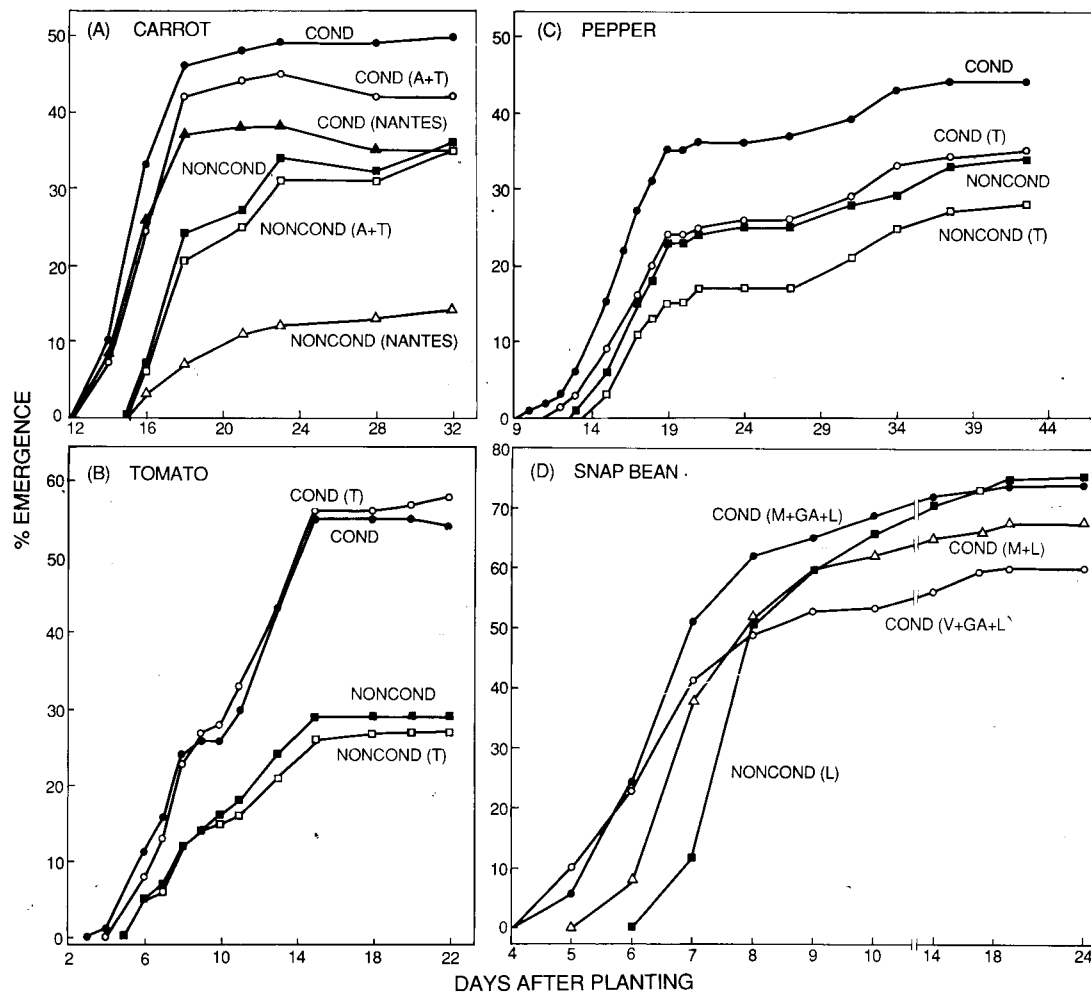 (A) CARROT
COND
COND (A+T)
COND (NANTES)
NONCOND
NONCOND (A+T)
NONCOND (NANTES)
50
40
30
20
10
0
12 16 20 24 28 32
(C) PEPPER
COND
COND (T)
NONCOND
NONCOND (T)
50
40
30
20
10
0
9 14 19 24 29 34 39 44
% EMERGENCE
(B) TOMATO
COND (T)
COND
NONCOND
NONCOND (T)
60
50
40
30
20
10
0
2 6 10 14 18 22
(D) SNAP BEAN
COND (M+GA+L)
COND (M+L)
COND (V+GA+L)
NONCOND (L)
80
70
60
50
40
30
20
10
0
4 5 6 7 8 9 10 14 19 24
DAYS AFTER PLANTING